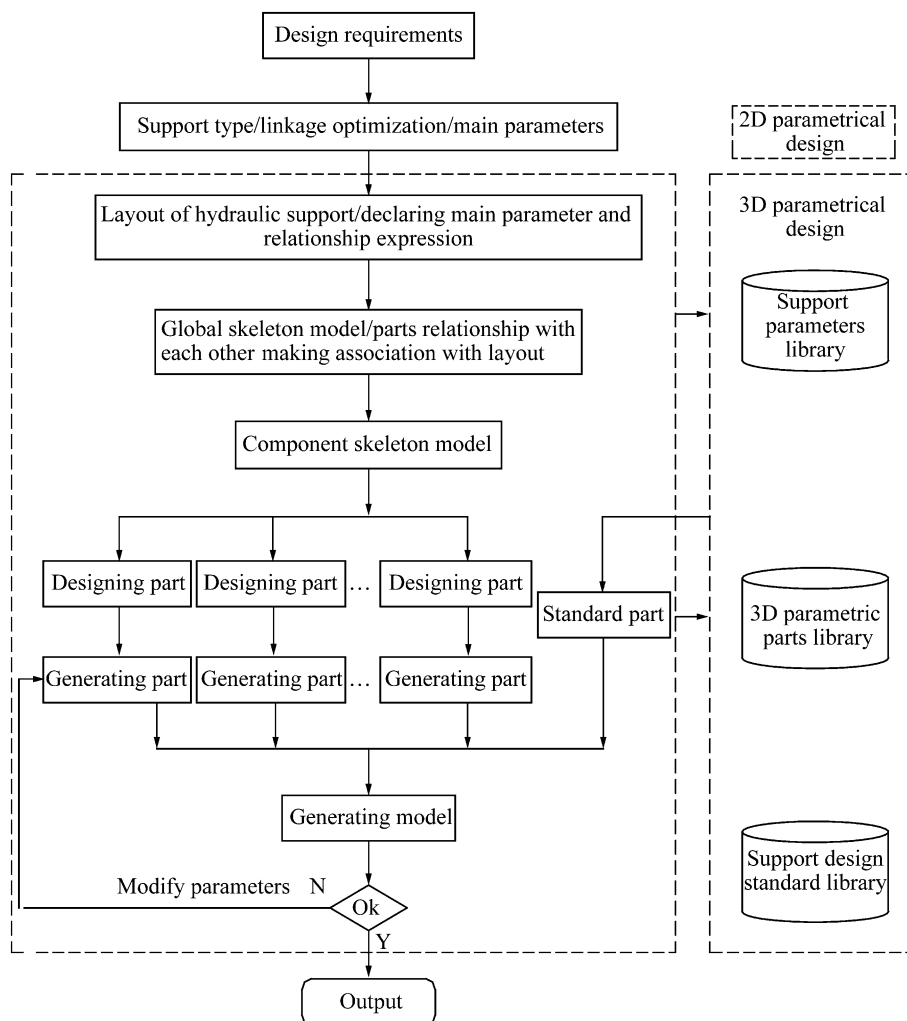 Design requirements
Support type/linkage optimization/main parameters
2D parametrical
design
Layout of hydraulic support/declaring main parameter and
relationship expression
3D parametrical
design
Global skeleton model/parts relationship with
each other making association with layout
Support
parameters
library
Component skeleton model
Designing part
Designing part
...
Designing part
Standard part
3D parametric
parts library
Generating part
Generating part
...
Generating part
Generating model
Support design
standard library
Modify parameters N
Ok
Y
Output